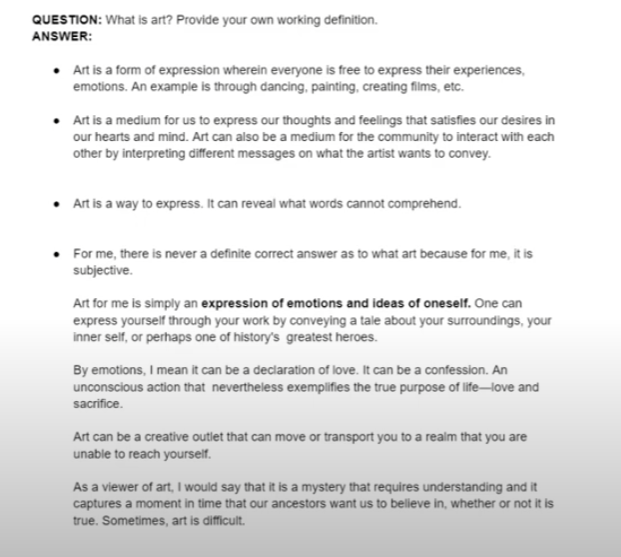 QUESTION: What is art? Provide your own working definition.
ANSWER:
• Art is a form of expression wherein everyone is free to express their experiences,
emotions. An example is through dancing, painting, creating films, etc.
• Art is a medium for us to express our thoughts and feelings that satisfies our desires in
our hearts and mind. Art can also be a medium for the community to interact with each
other by interpreting different messages on what the artist wants to convey.
• Art is a way to express. It can reveal what words cannot comprehend.
• For me, there is never a definite correct answer as to what art because for me, it is
subjective.
Art for me is simply an expression of emotions and ideas of oneself. One can
express yourself through your work by conveying a tale about your surroundings, your
inner self, or perhaps one of history's greatest heroes.
By emotions, I mean it can be a declaration of love. It can be a confession. An
unconscious action that nevertheless exemplifies the true purpose of life—love and
sacrifice.
Art can be a creative outlet that can move or transport you to a realm that you are
unable to reach yourself.
As a viewer of art, I would say that it is a mystery that requires understanding and it
captures a moment in time that our ancestors want us to believe in, whether or not it is
true. Sometimes, art is difficult.